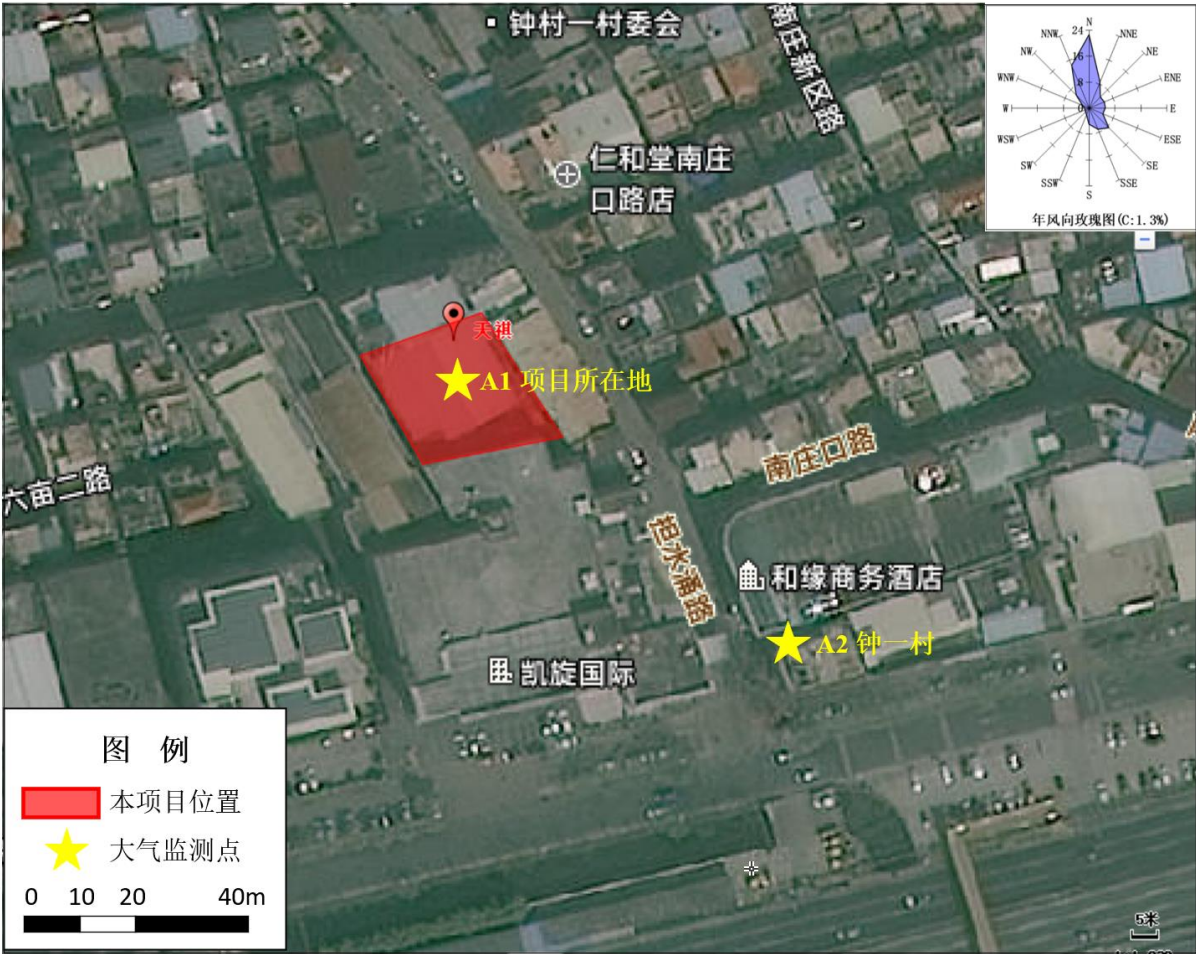 钟村一村委会
南庄新区路
仁和堂南庄
口路店
N
NNE
NE
ENE
E
ESE
SE
SSE
S
SSW
SW
WSW
W
WNW
NW
NNW
24
16
8
0
年风向玫瑰图(C:1.3%)
天祺
A1 项目所在地
南庄口路
六亩二路
担水涌路
和缘商务酒店
A2 钟一村
凯旋国际
图 例
本项目位置
大气监测点
0 10 20 40m
5米